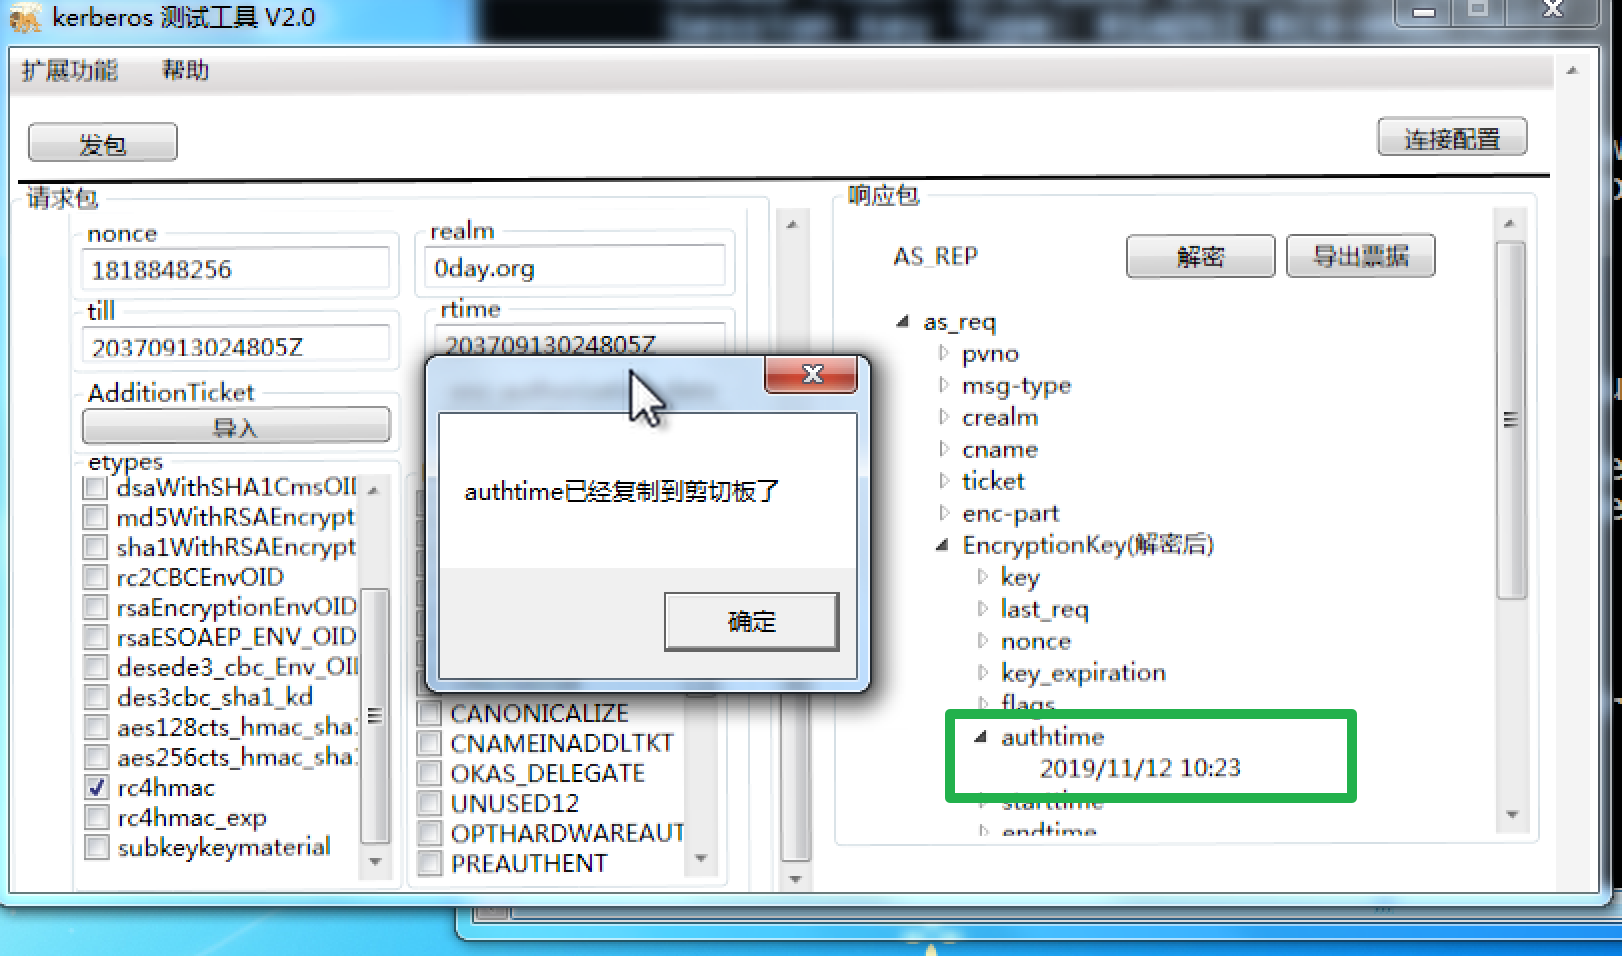 kerberos 测试工具 V2.0
扩展功能 帮助
发包
连接配置
请求包
nonce
1818848256
realm
0day.org
till
20370913024805Z
rtime
20370913024805Z
AdditionTicket
导入
etypes
dsaWithSHA1CmsOI
md5WithRSAEncrypt
sha1WithRSAEncrypt
rc2CBCEnvOID
rsaEncryptionEnvOID
rsaESOAEP_ENV_OID
desede3_cbc_Env_OI
des3cbc_sha1_kd
aes128cts_hmac_sha
aes256cts_hmac_sha
rc4hmac
rc4hmac_exp
subkeykeymaterial
CANONICALIZE
CNAMEINADDLTKT
OKAS_DELEGATE
UNUSED12
OPTHARDWAREAUT
PREAUTHENT
authtime已经复制到剪切板了
确定
响应包
AS_REP
解密
导出票据
as_req
pvno
msg-type
crealm
cname
ticket
enc-part
EncryptionKey(解密后)
key
last_req
nonce
key_expiration
flags
authtime
2019/11/12 10:23
starttime
endtime